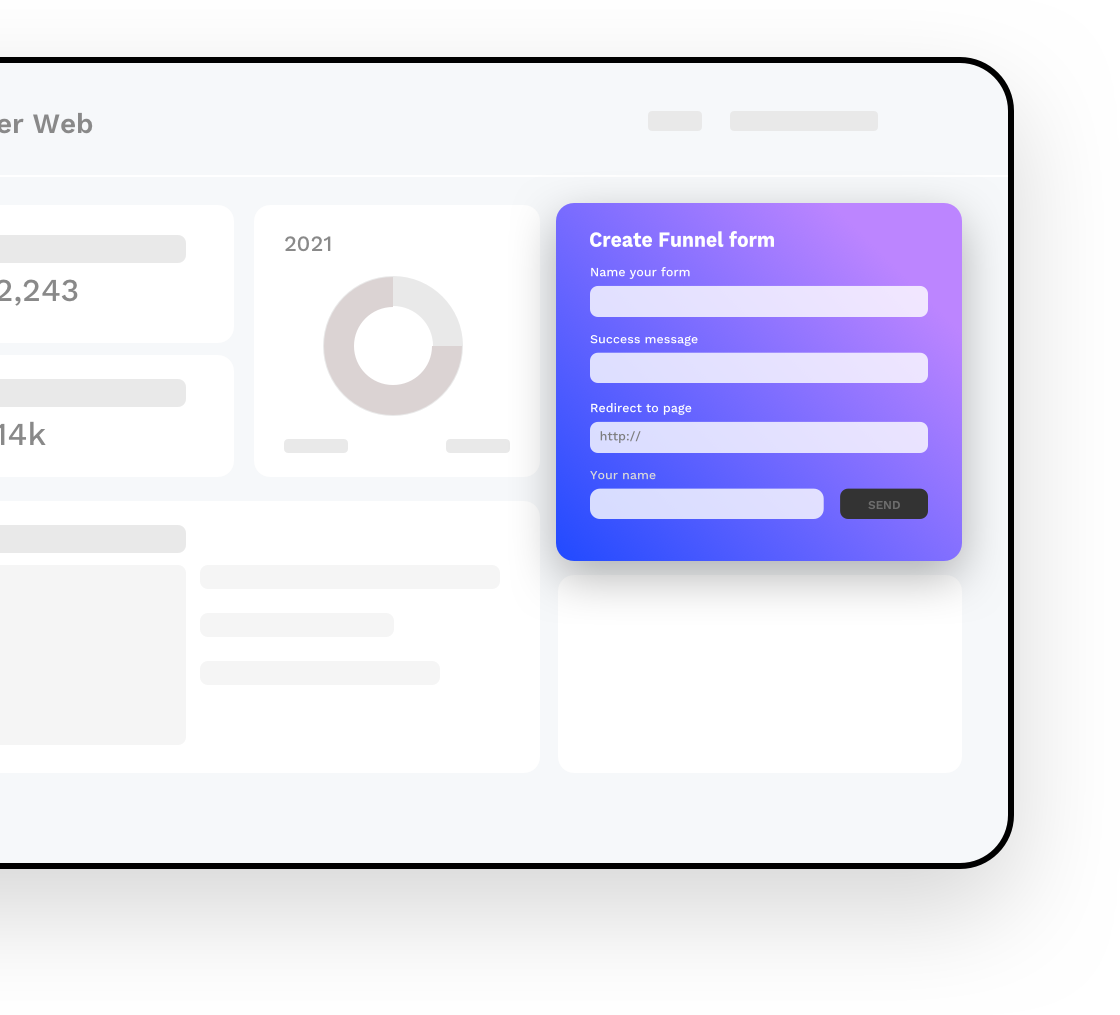 er Web
2,243
14k
2021
Create Funnel form
Name your form
Success message
Redirect to page
http://
Your name
SEND